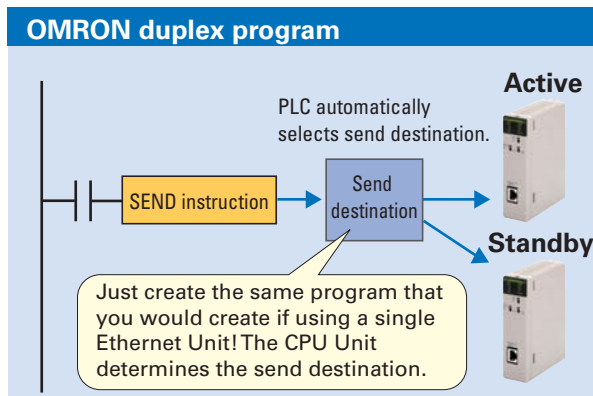 OMRON duplex program
Active
PLC automatically
selects send destination.
SEND instruction
Send
destination
Standby
Just create the same program that
you would create if using a single
Ethernet Unit! The CPU Unit
determines the send destination.